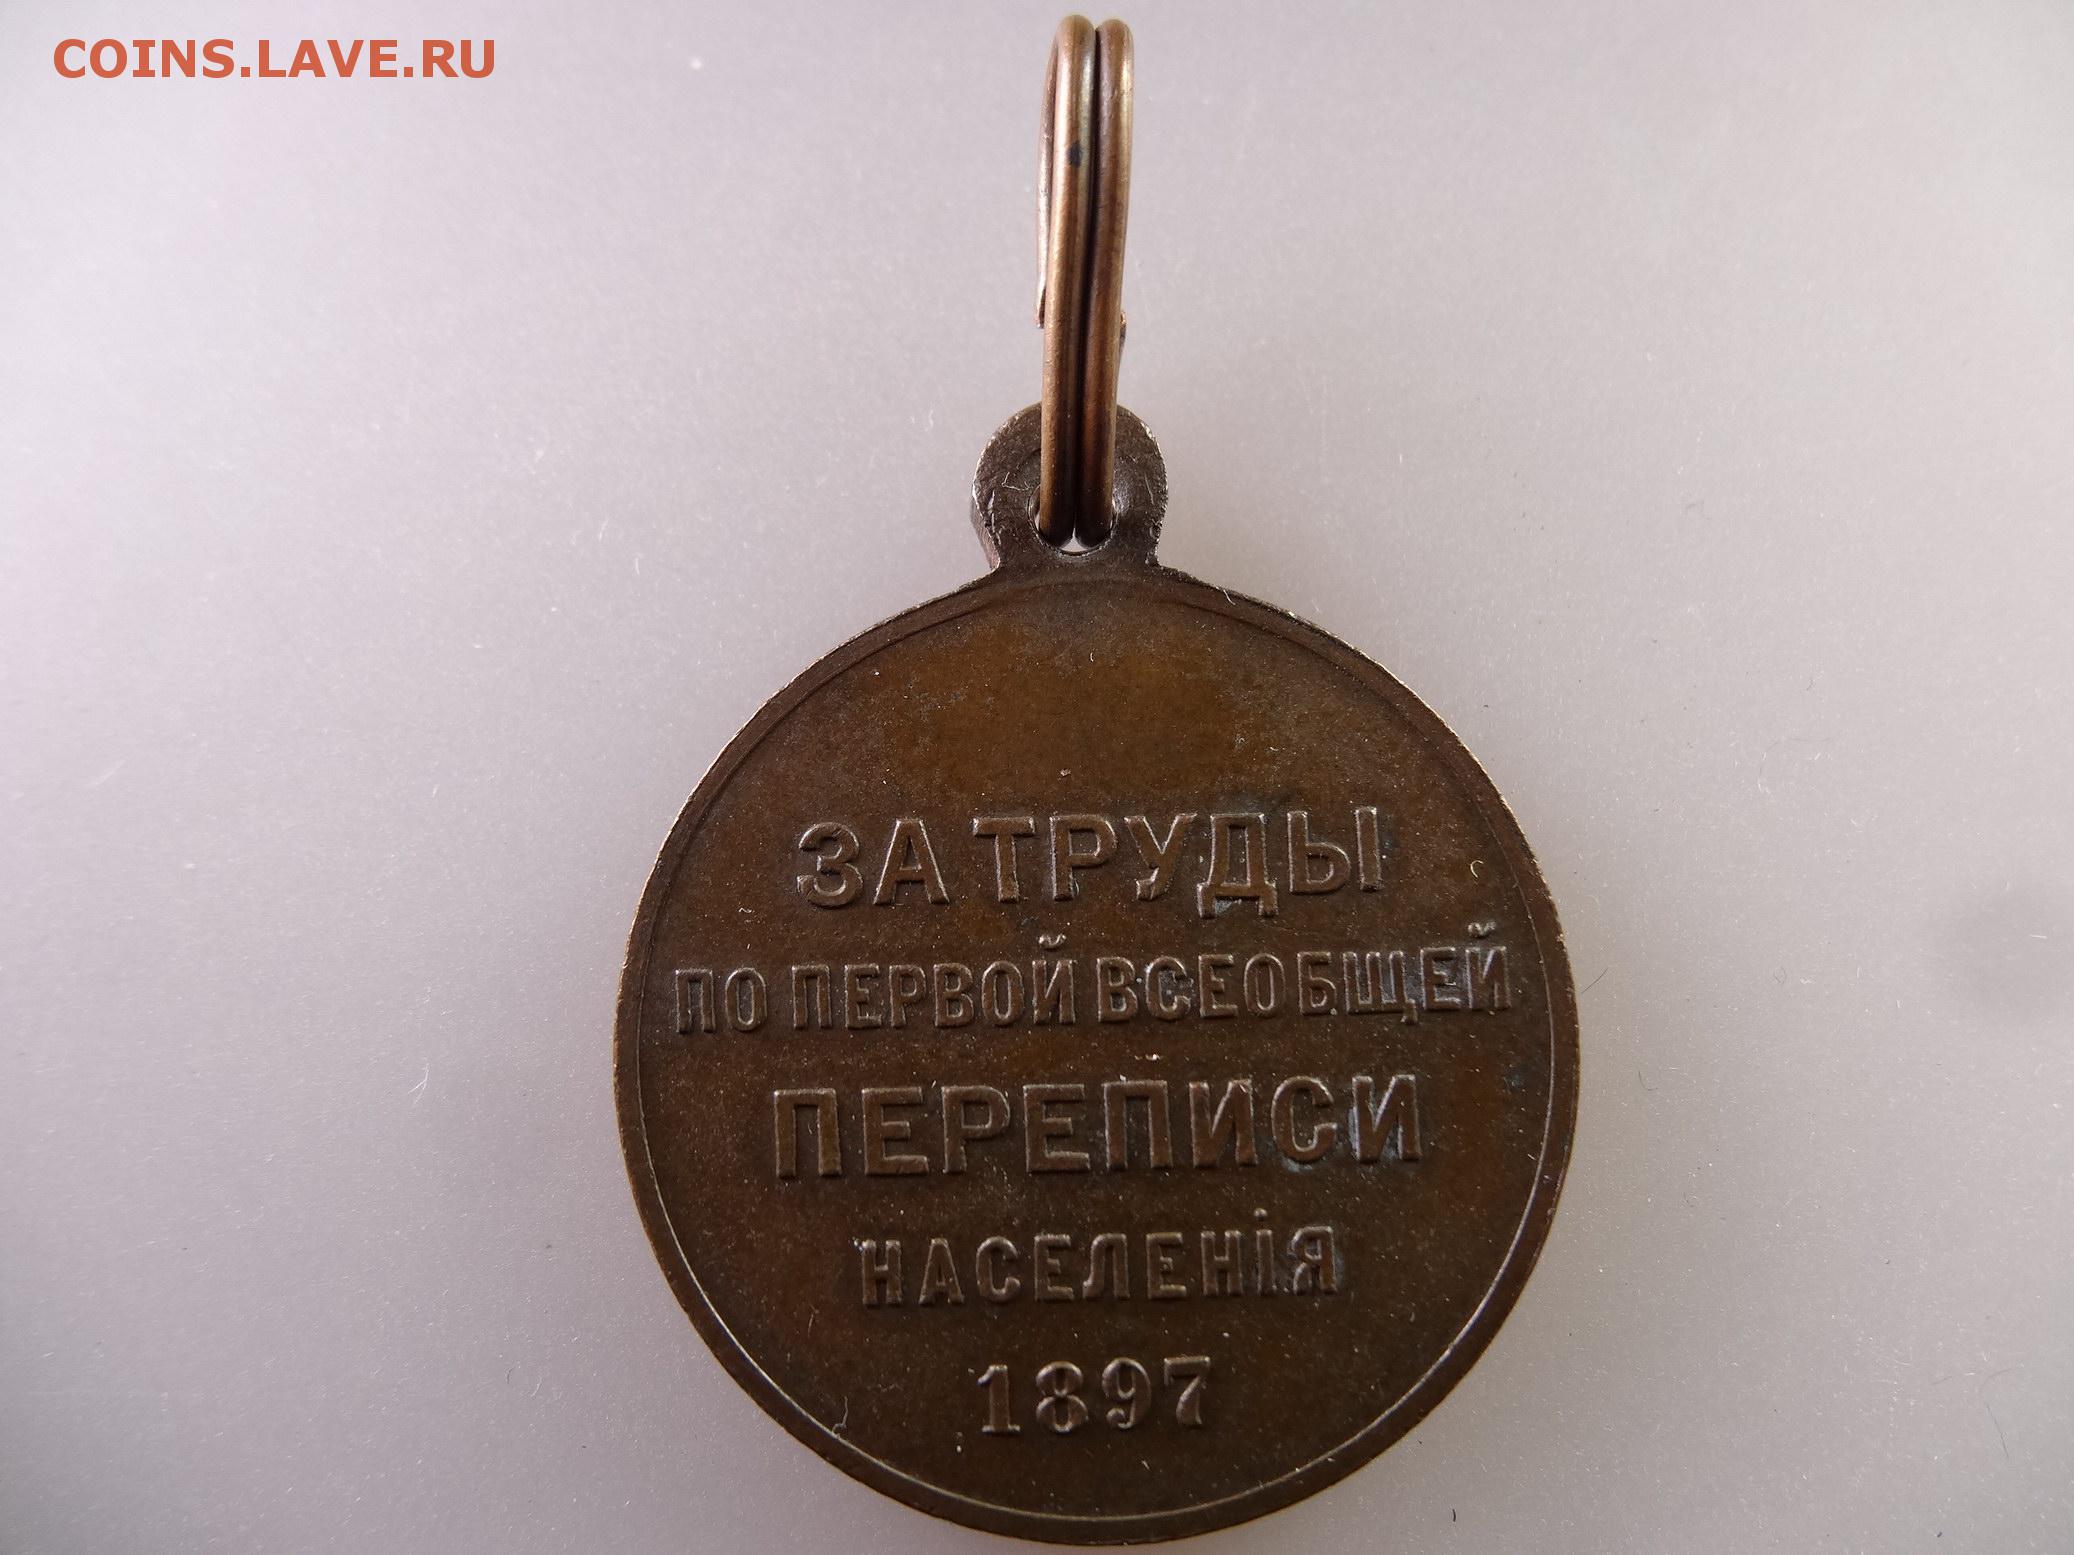 COINS.LAVE.RU
ЗА ТРУДЫ
ПО ПЕРВОЙ ВСЕОБЩЕЙ
ПЕРЕПИСИ
НАСЕЛЕНІЯ
1897